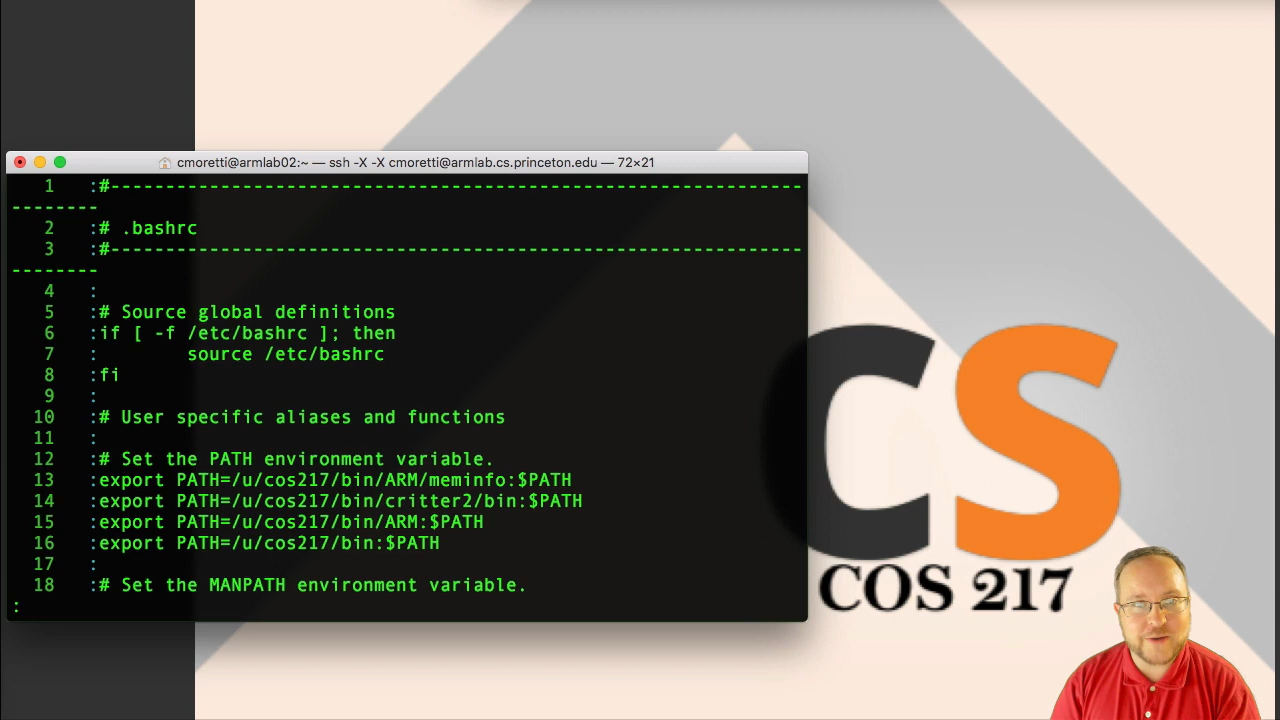 cmoretti@armlab02:~ — ssh -X -X cmoretti@armlab.cs.princeton.edu — 72×21
1 :#---------------------------------------------------------------
--------
2 :# .bashrc
3 :#---------------------------------------------------------------
--------
4 :
5 :# Source global definitions
6 :if [ -f /etc/bashrc ]; then
7 : source /etc/bashrc
8 :fi
9 :
10 :# User specific aliases and functions
11 :
12 :# Set the PATH environment variable.
13 :export PATH=/u/cos217/bin/ARM/meminfo:$PATH
14 :export PATH=/u/cos217/bin/critter2/bin:$PATH
15 :export PATH=/u/cos217/bin/ARM:$PATH
16 :export PATH=/u/cos217/bin:$PATH
17 :
18 :# Set the MANPATH environment variable.
:
CS
COS 217